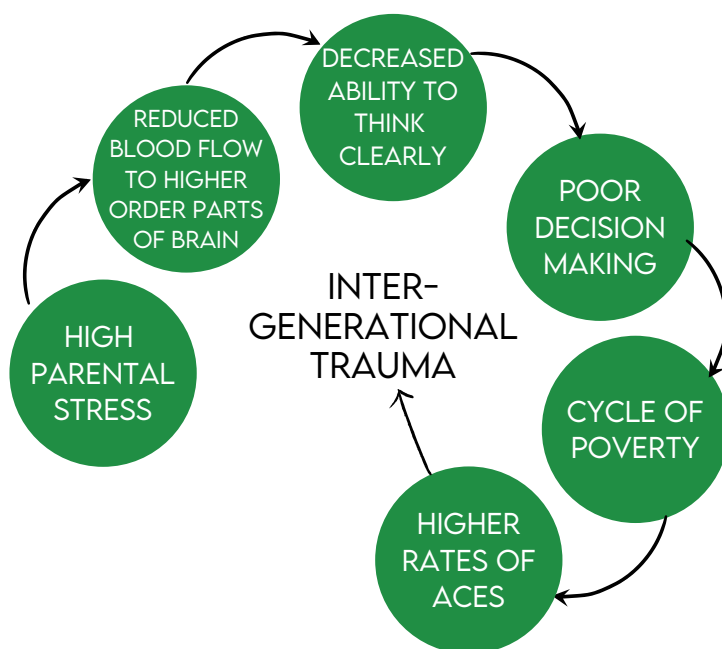 HIGH
PARENTAL
STRESS
REDUCED
BLOOD FLOW
TO HIGHER
ORDER PARTS
OF BRAIN
DECREASED
ABILITY TO
THINK
CLEARLY
POOR
DECISION
MAKING
CYCLE OF
POVERTY
HIGHER
RATES OF
ACES
INTER-
GENERATIONAL
TRAUMA